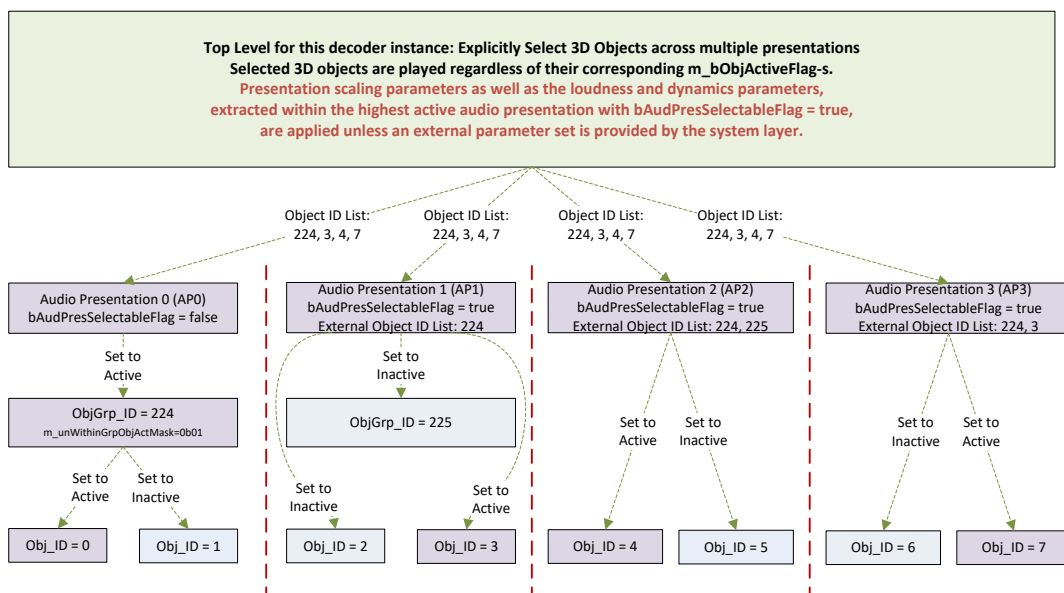 Top Level for this decoder instance: Explicitly Select 3D Objects across multiple presentations
Selected 3D objects are played regardless of their corresponding m_bObjActiveFlag-s.
Presentation scaling parameters as well as the loudness and dynamics parameters,
extracted within the highest active audio presentation with bAudPresSelectableFlag = true,
are applied unless an external parameter set is provided by the system layer.
Object ID List:
224, 3, 4, 7
Object ID List:
224, 3, 4, 7
Object ID List:
224, 3, 4, 7
Object ID List:
224, 3, 4, 7
Audio Presentation 0 (AP0)
bAudPresSelectableFlag = false
Audio Presentation 1 (AP1)
bAudPresSelectableFlag = true
External Object ID List: 224
Audio Presentation 2 (AP2)
bAudPresSelectableFlag = true
External Object ID List: 224, 225
Audio Presentation 3 (AP3)
bAudPresSelectableFlag = true
External Object ID List: 224, 3
Set to
Active
Set to
Inactive
ObjGrp_ID = 224
m_unWithinGrpObjActMask=0b01
ObjGrp_ID = 225
Set to
Active
Set to
Inactive
Set to
Inactive
Set to
Active
Set to
Active
Set to
Inactive
Set to
Inactive
Set to
Active
Obj_ID = 0
Obj_ID = 1
Obj_ID = 2
Obj_ID = 3
Obj_ID = 4
Obj_ID = 5
Obj_ID = 6
Obj_ID = 7